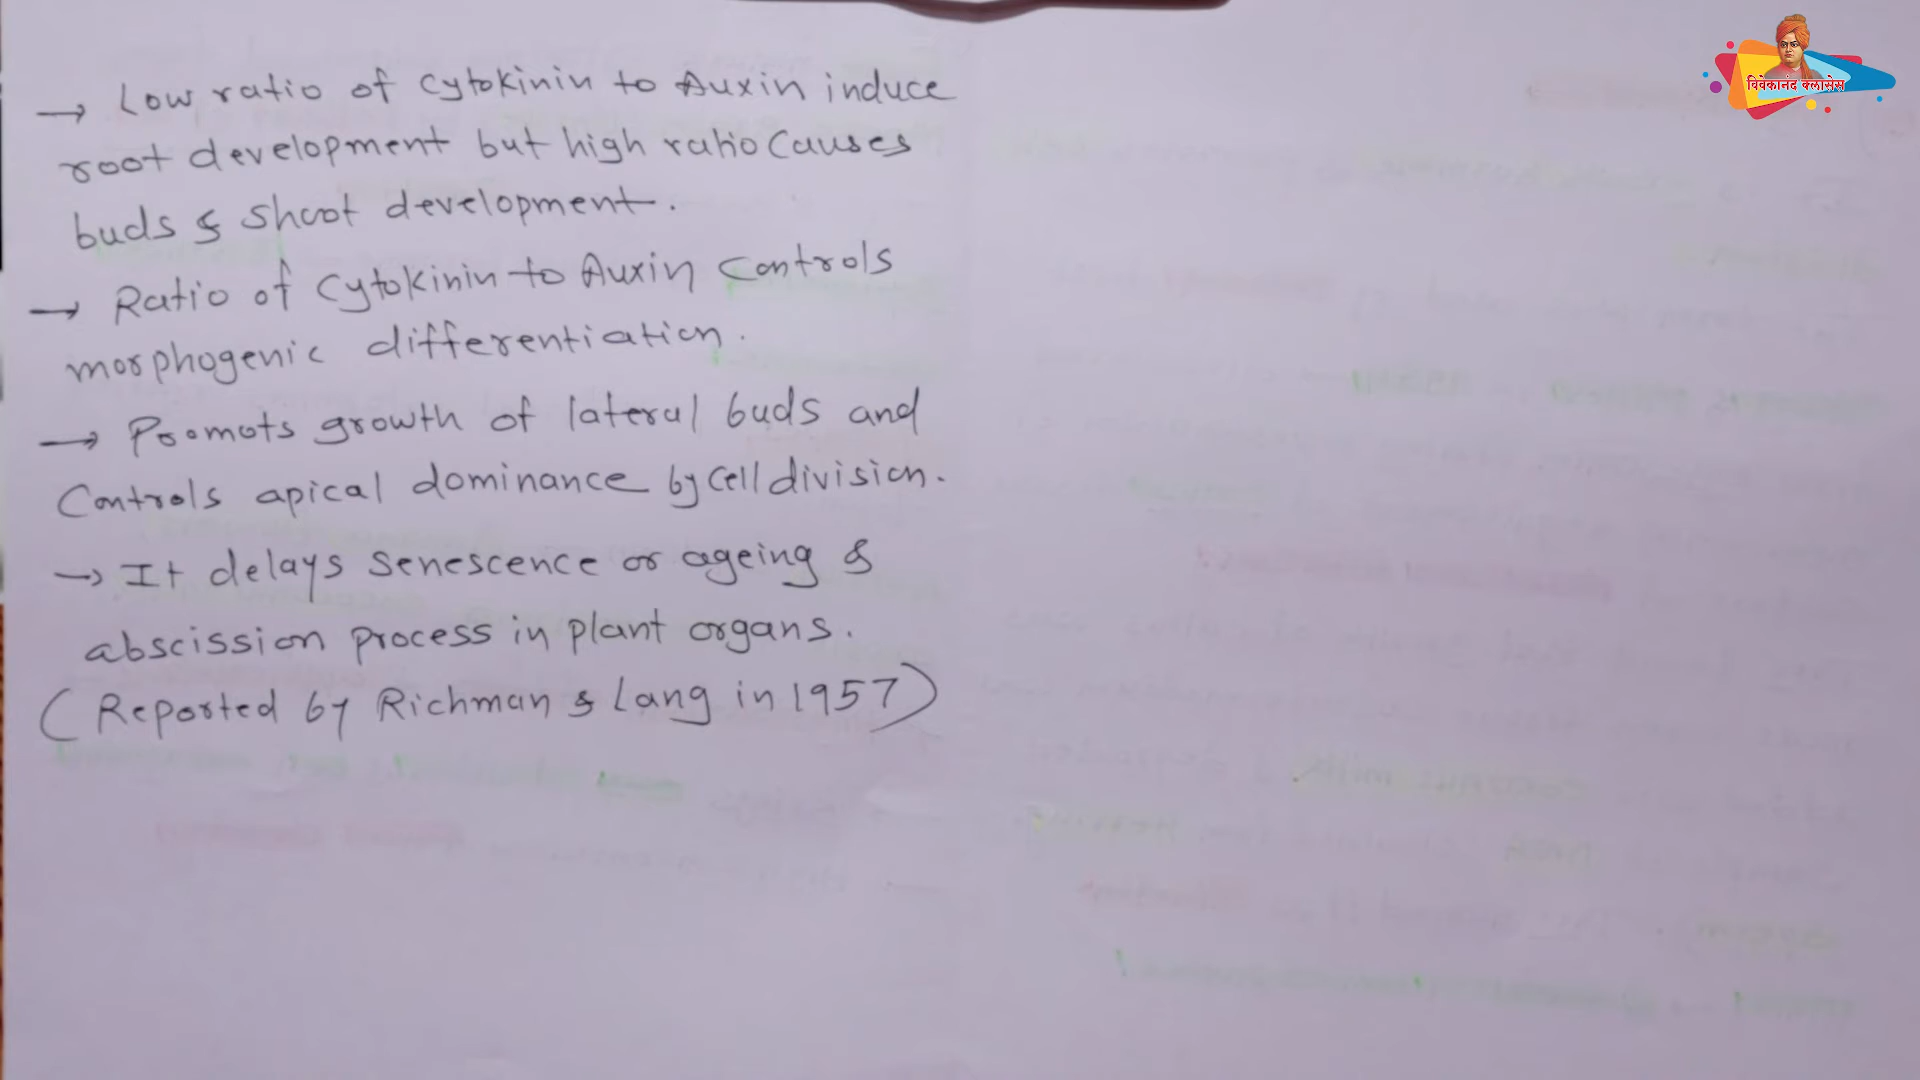 → Low ratio of Cytokinin to Auxin induce
root development but high ratio Causes
buds & shoot development.
→ Ratio of Cytokinin to Auxin Controls
morphogenic differentiation.
→ Promots growth of lateral buds and
Controls apical dominance by Cell division.
→ It delays Senescence or ageing &
abscission process in plant organs.
(Reported by Richman & Lang in 1957)
विवेकानंद क्लासेस